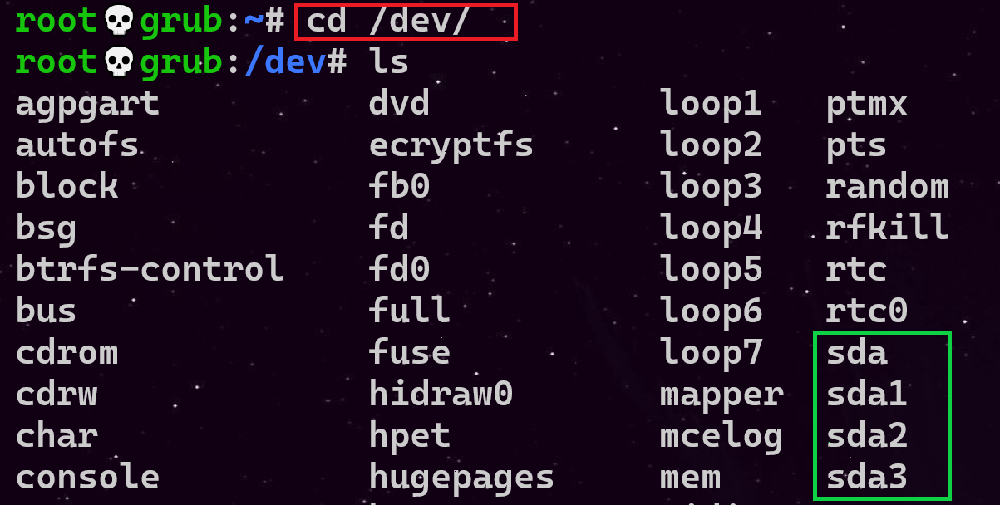 root💀grub:~# cd /dev/
root💀grub:/dev# ls
agpgart dvd loop1 ptmx
autofs ecryptfs loop2 pts
block fb0 loop3 random
bsg fd loop4 rfkill
btrfs-control fd0 loop5 rtc
bus full loop6 rtc0
cdrom fuse loop7 sda
cdrw hidraw0 mapper sda1
char hpet mcelog sda2
console hugepages mem sda3